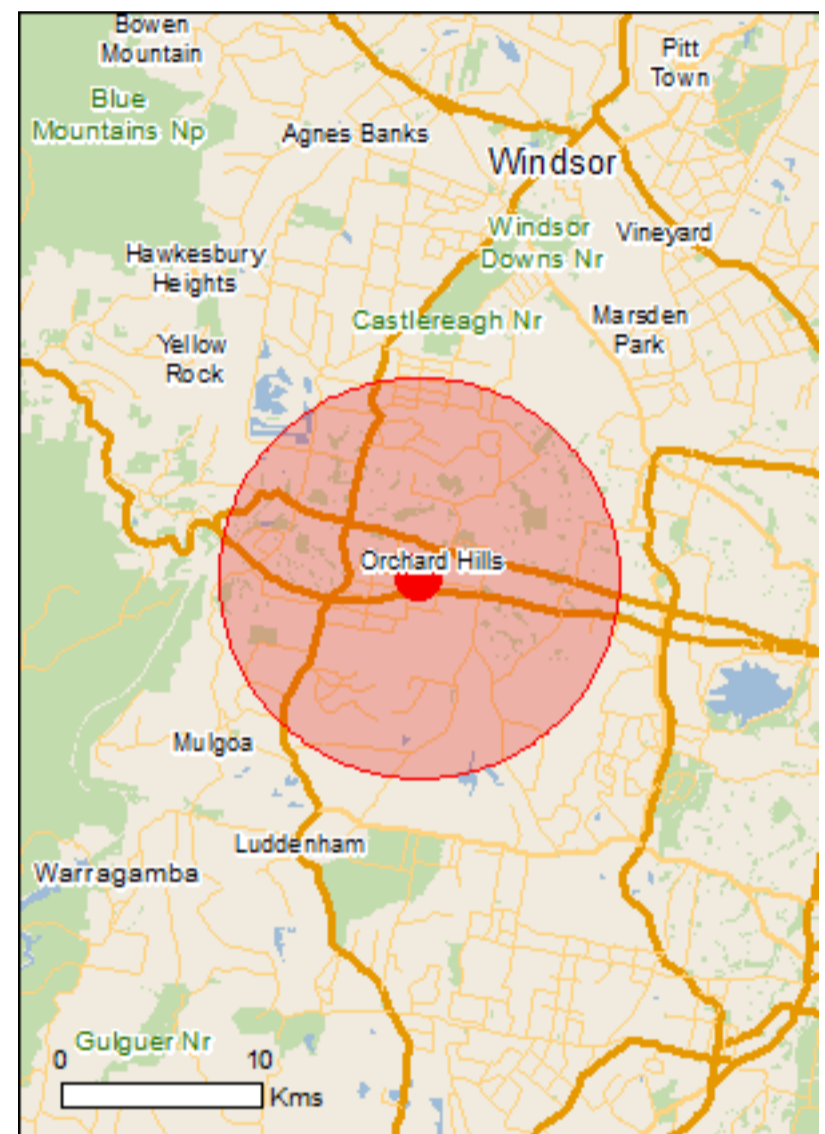 Bowen
Mountain
Pitt
Town
Blue
Mountains Np
Agnes Banks
Windsor
Windsor
Downs Nr
Vineyard
Hawkesbury
Heights
Castlereagh Nr
Marsden
Park
Yellow
Rock
Orchard Hills
Mulgoa
Luddenham
Warragamba
Gulguer Nr
0 10
Kms